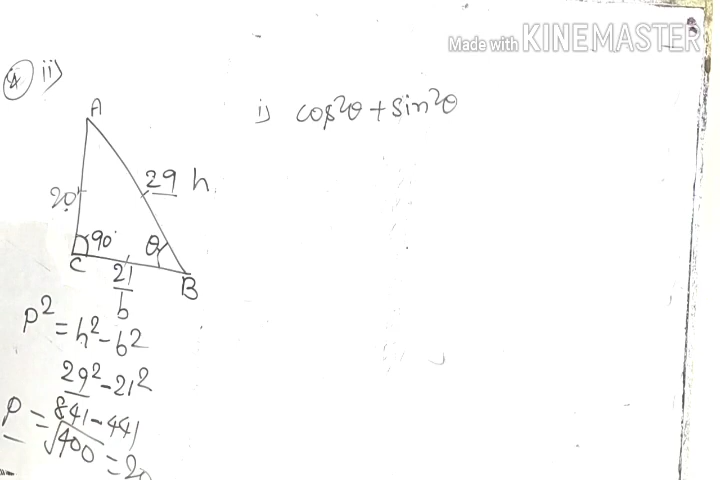 Made with KINEMASTER
4 ii)
i) cos²θ + sin²θ
A
20
29 h
90°
θ
C
21
B
b
P² = h² - b²
29² - 21²
P = 841 - 441
√400 = 20